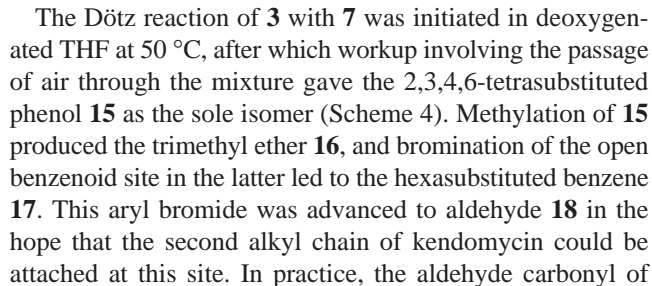 The Dötz reaction of 3 with 7 was initiated in deoxygen-
ated THF at 50 °C, after which workup involving the passage
of air through the mixture gave the 2,3,4,6-tetrasubstituted
phenol 15 as the sole isomer (Scheme 4). Methylation of 15
produced the trimethyl ether 16, and bromination of the open
benzenoid site in the latter led to the hexasubstituted benzene
17. This aryl bromide was advanced to aldehyde 18 in the
hope that the second alkyl chain of kendomycin could be
attached at this site. In practice, the aldehyde carbonyl of